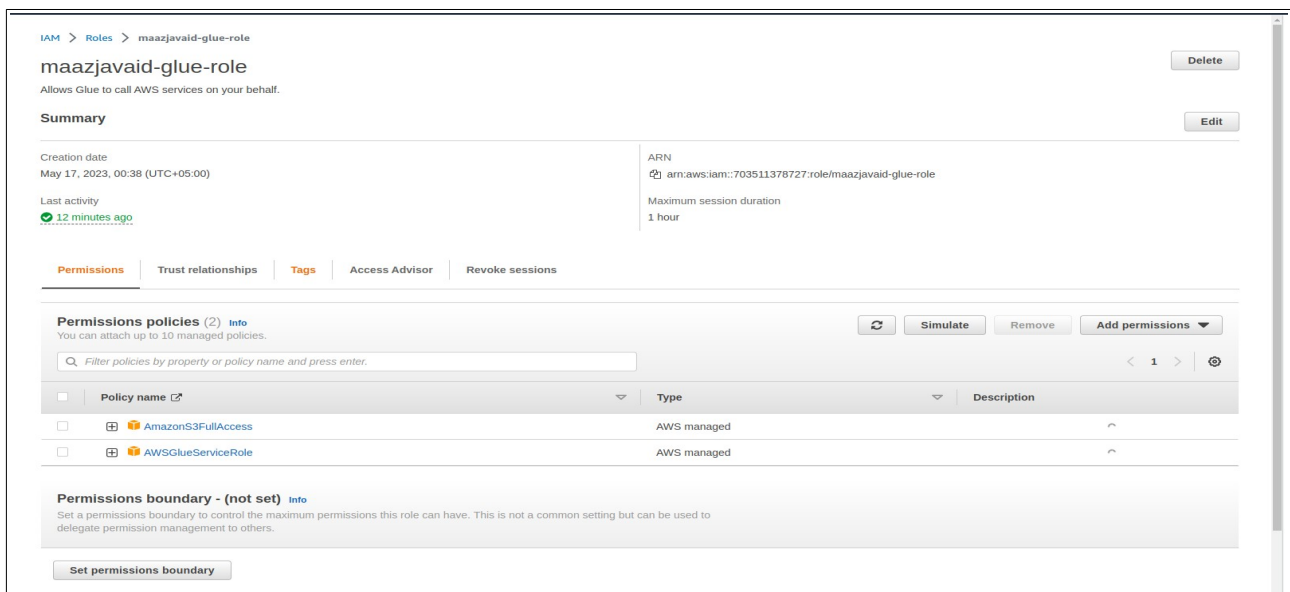 IAM > Roles > maazjavaid-glue-role
maazjavaid-glue-role
Delete
Allows Glue to call AWS services on your behalf.
Summary
Edit
Creation date
May 17, 2023, 00:38 (UTC+05:00)
ARN
arn:aws:iam::703511378727:role/maazjavaid-glue-role
Last activity
12 minutes ago
Maximum session duration
1 hour
Permissions Trust relationships Tags Access Advisor Revoke sessions
Permissions policies (2) Info
You can attach up to 10 managed policies.
Simulate Remove Add permissions
Filter policies by property or policy name and press enter.
< 1 >
Policy name Type Description
AmazonS3FullAccess AWS managed
AWSGlueServiceRole AWS managed
Permissions boundary - (not set) Info
Set a permissions boundary to control the maximum permissions this role can have. This is not a common setting but can be used to
delegate permission management to others.
Set permissions boundary